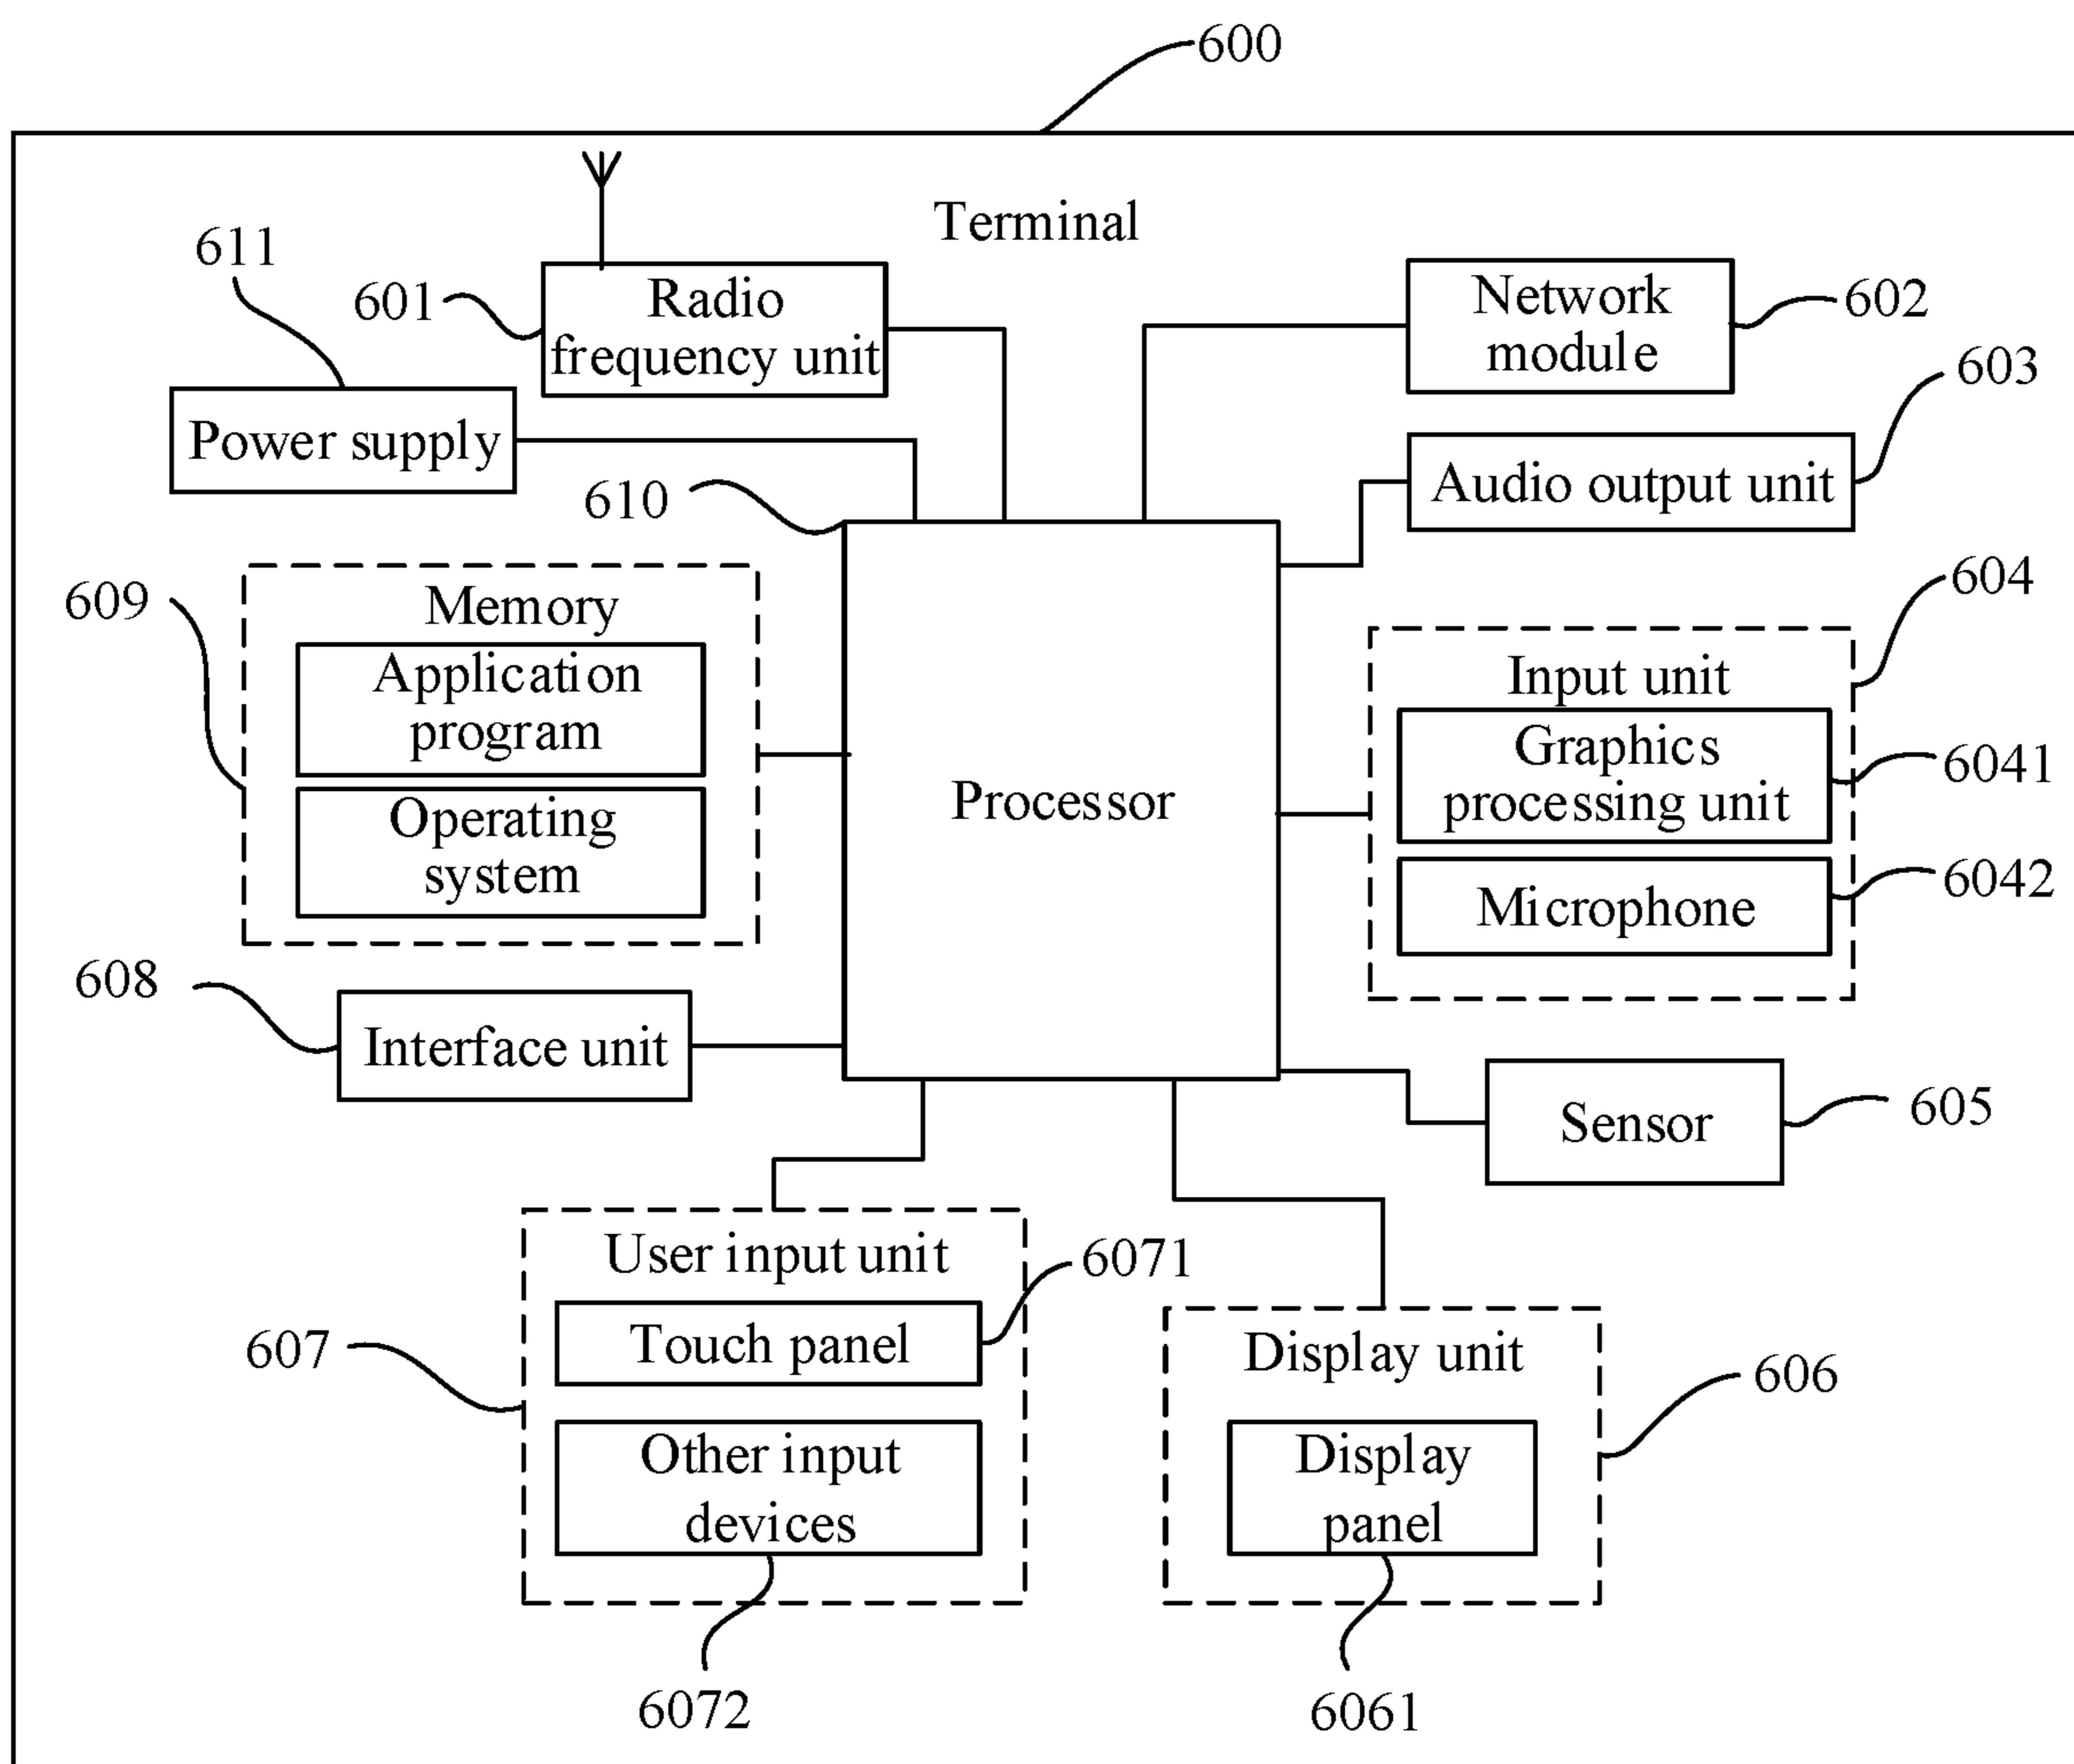 600
Terminal
611
601
Radio
frequency unit
Network
module
602
603
Power supply
Audio output unit
610
609
Memory
Application
program
Operating
system
Processor
604
Input unit
Graphics
processing unit
6041
Microphone
6042
608
Interface unit
Sensor
605
User input unit
6071
Touch panel
607
Other input
devices
6072
Display unit
606
Display
panel
6061